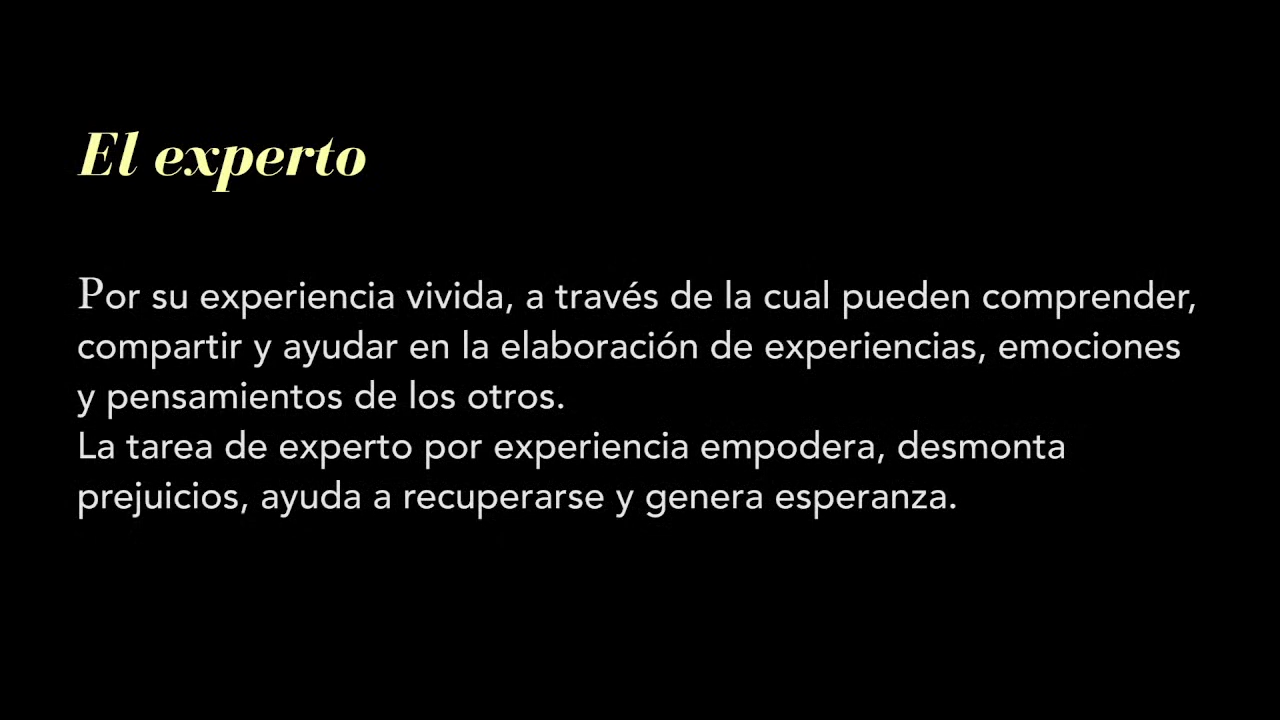 El experto
Por su experiencia vivida, a través de la cual pueden comprender,
compartir y ayudar en la elaboración de experiencias, emociones
y pensamientos de los otros.
La tarea de experto por experiencia empodera, desmonta
prejuicios, ayuda a recuperarse y genera esperanza.